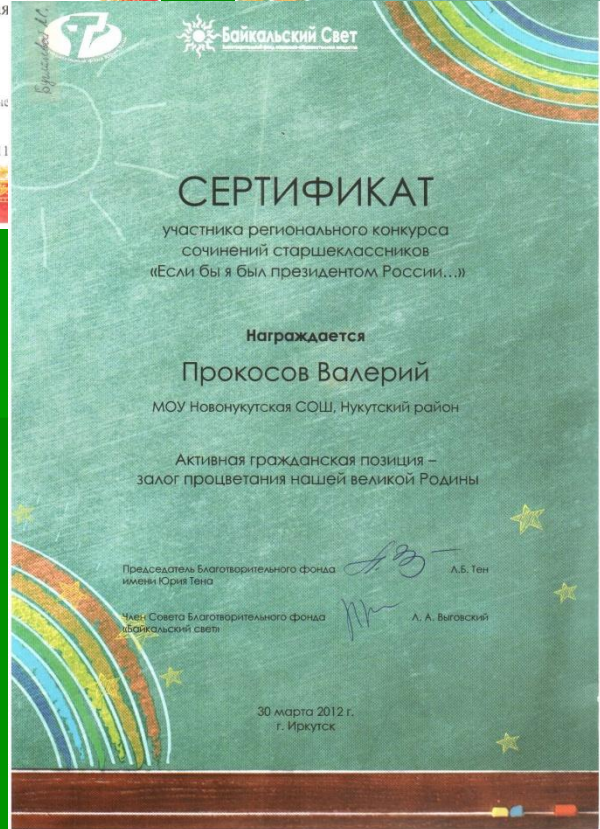 Байкальский Свет
СЕРТИФИКАТ
участника регионального конкурса
сочинений старшеклассников
«Если бы я был президентом России...»
Награждается
Прокосов Валерий
МОУ Новонукутская СОШ, Нукутский район
Активная гражданская позиция –
залог процветания нашей великой Родины
Председатель Благотворительного фонда
имени Юрия Тена
Л.Б. Тен
Член Совета Благотворительного фонда
«Байкальский свет»
Л. А. Выговский
30 марта 2012 г.
г. Иркутск